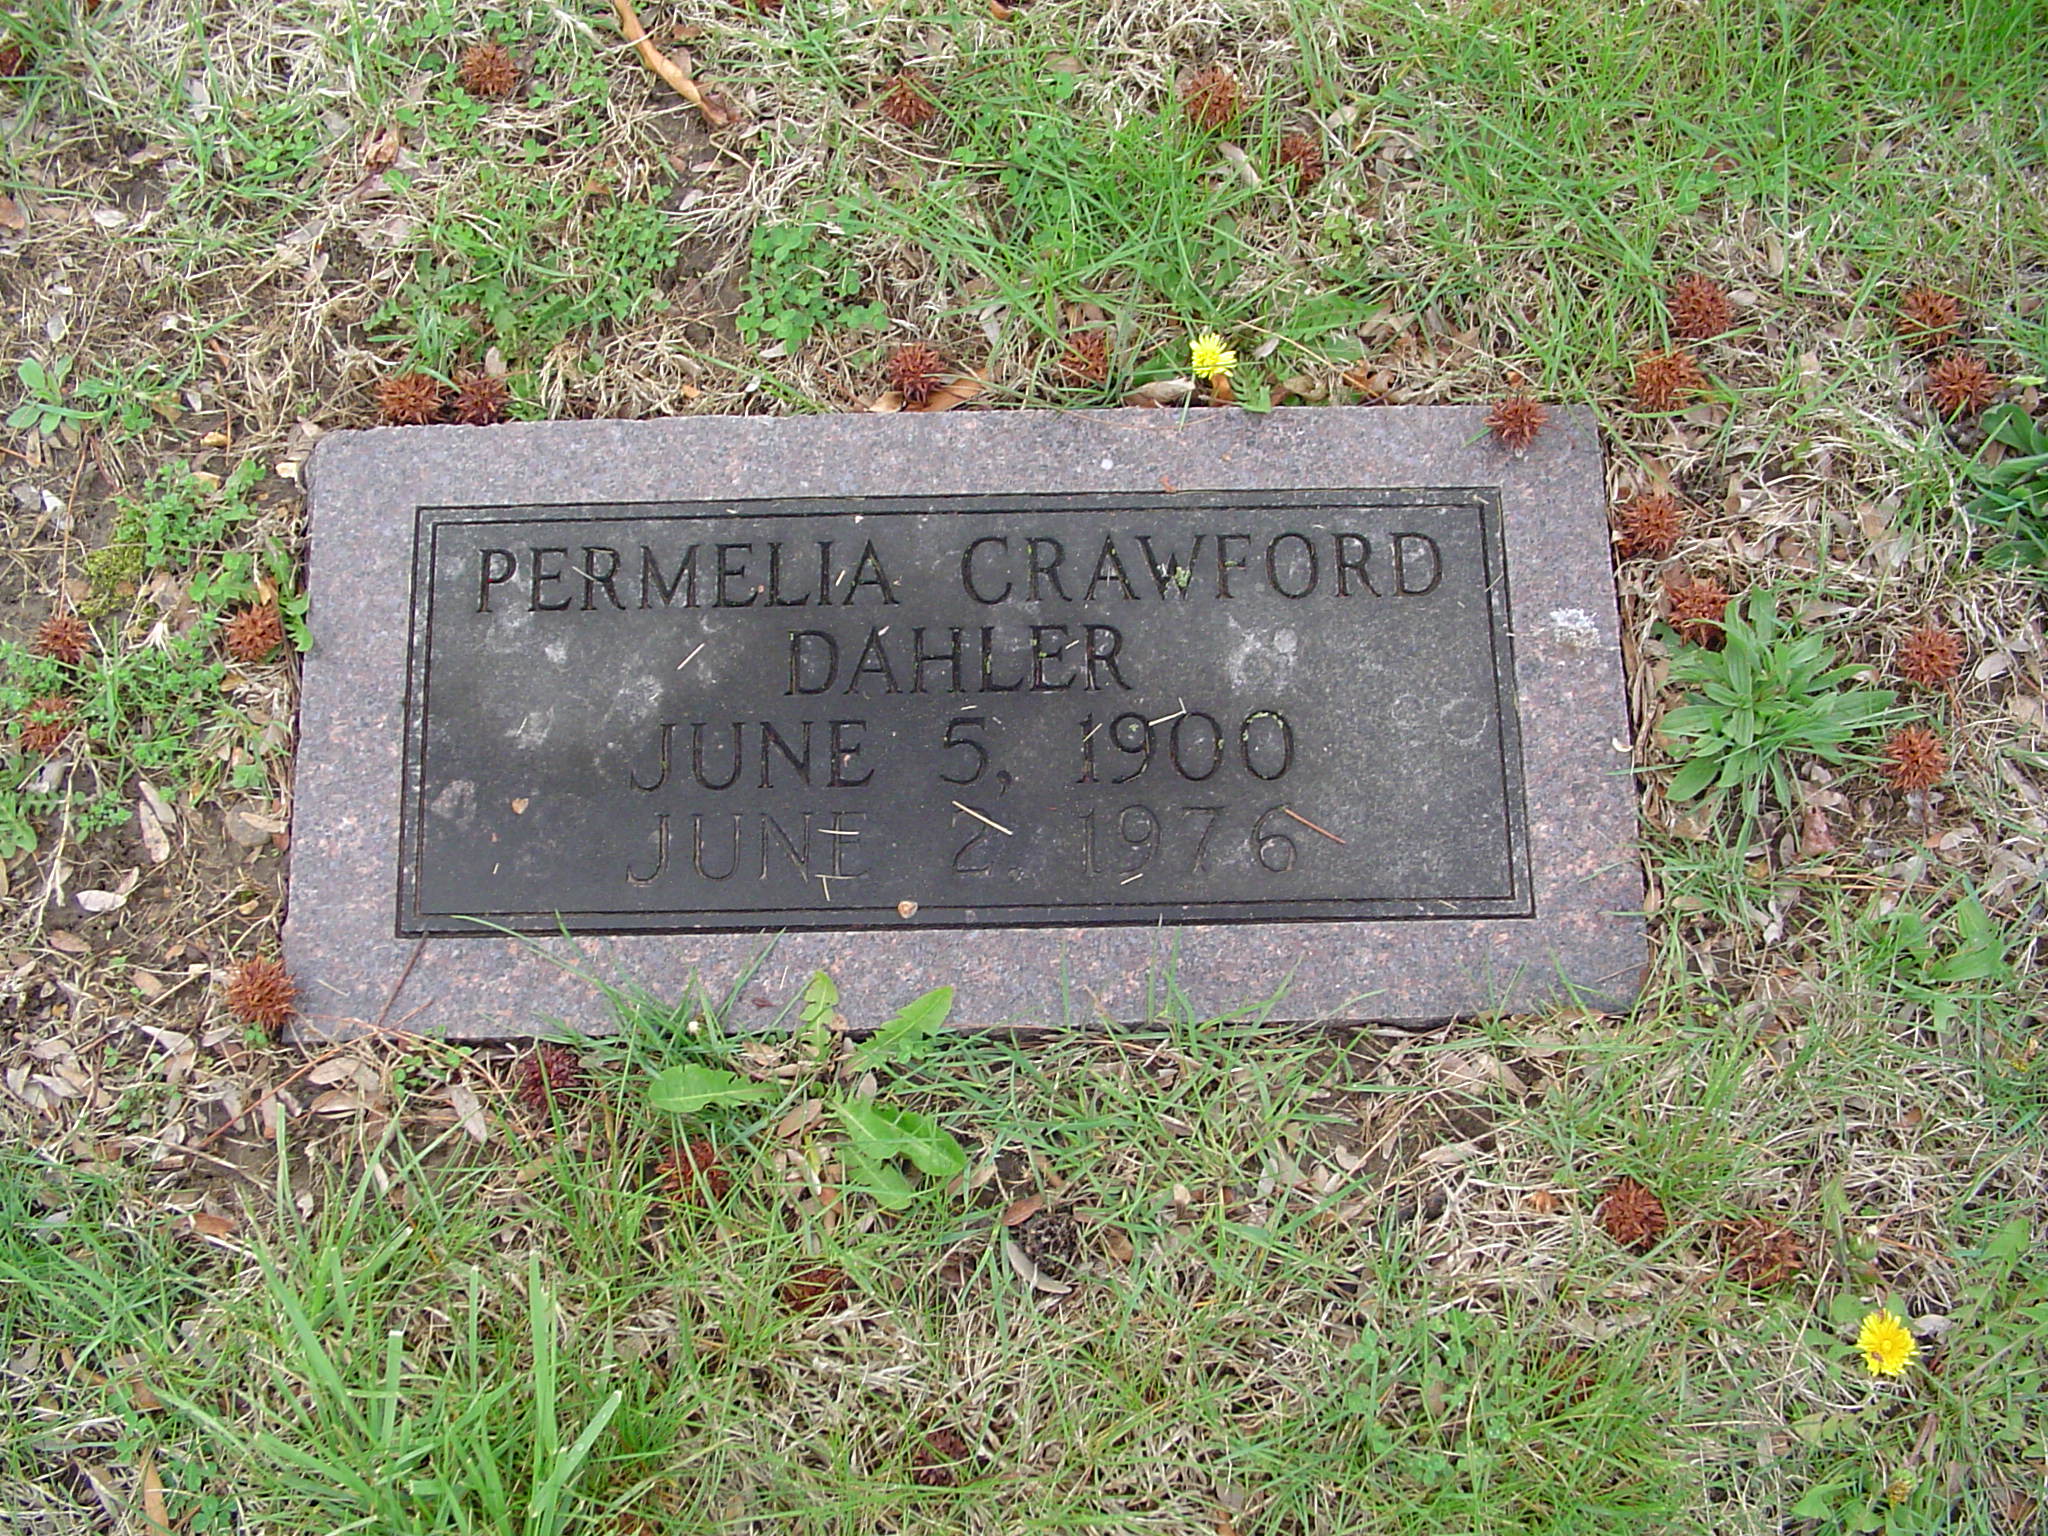 PERMELIA CRAWFORD
DAHLER
JUNE 5, 1900
JUNE 2, 1976